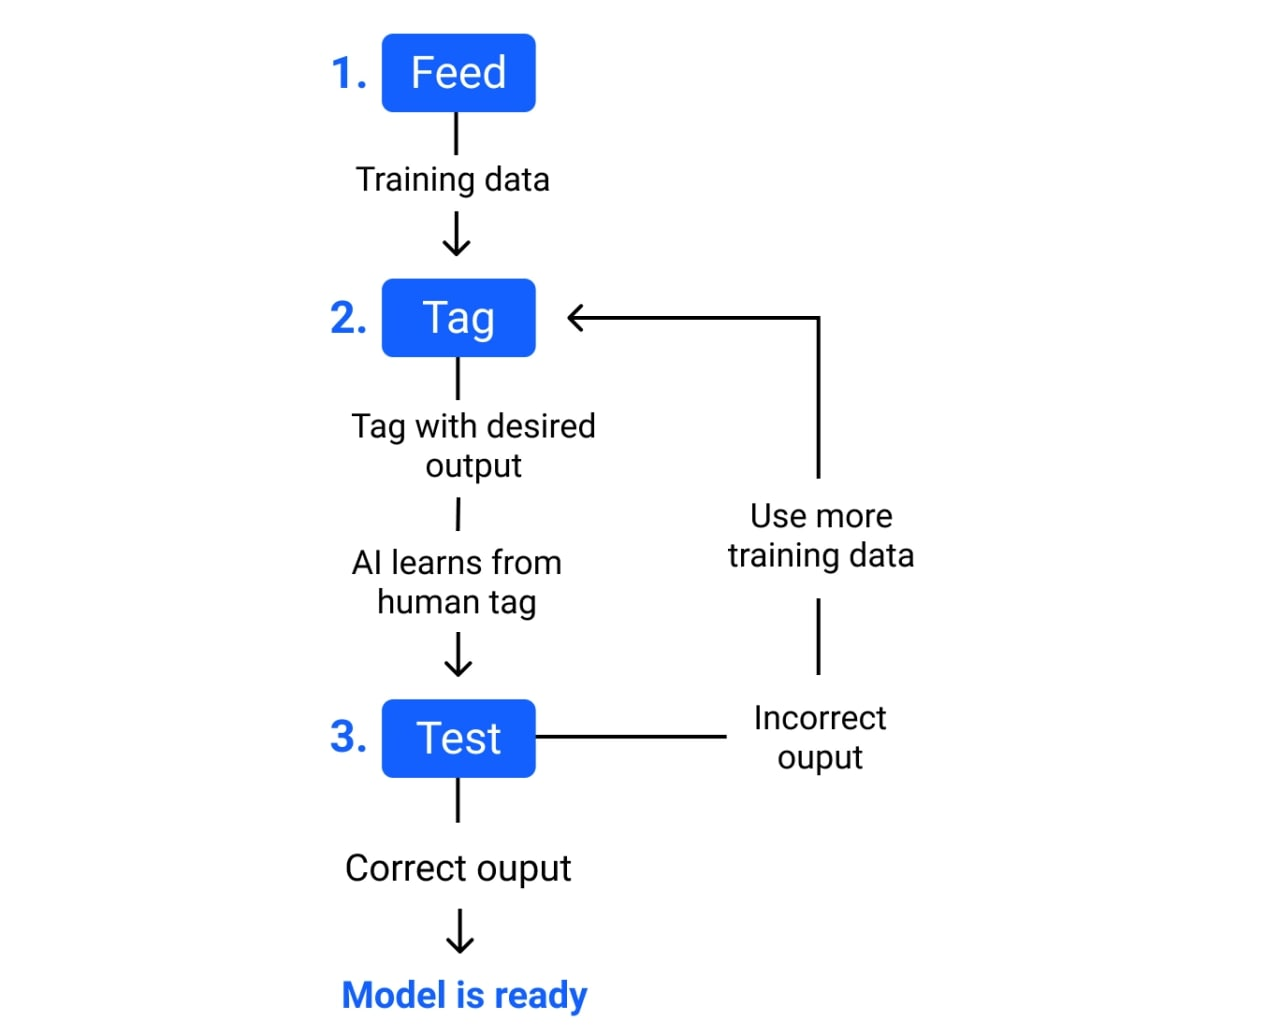 1. Feed
Training data
2. Tag
Tag with desired
output
AI learns from
human tag
Use more
training data
3. Test
Incorrect
ouput
Correct ouput
Model is ready